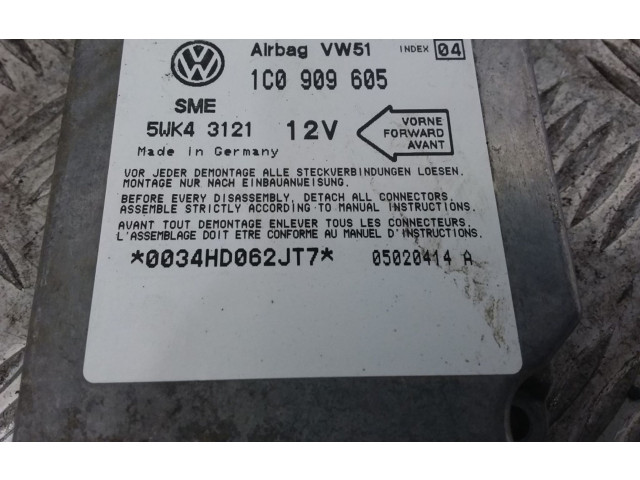 Airbag VW51 INDEX 04
1C0 909 605
SME
5WK4 3121 12V
VORNE
FORWARD
AVANT
Made in Germany
VOR JEDER DEMONTAGE ALLE STECKVERBINDUNGEN LOESEN.
MONTAGE NUR NACH EINBAUANWEISUNG.
BEFORE EVERY DISASSEMBLY, DETACH ALL CONNECTORS.
ASSEMBLE STRICTLY ACCORDING TO MANUAL INSTRUCTIONS.
AVANT TOUT DEMONTAGE ENLEVER TOUS LES CONNECTEURS.
L'ASSEMBLAGE DOIT ETRE CONFORME AU MANUEL D'INSTRUCTIONS.
*0034HD062JT7* 05020414 A